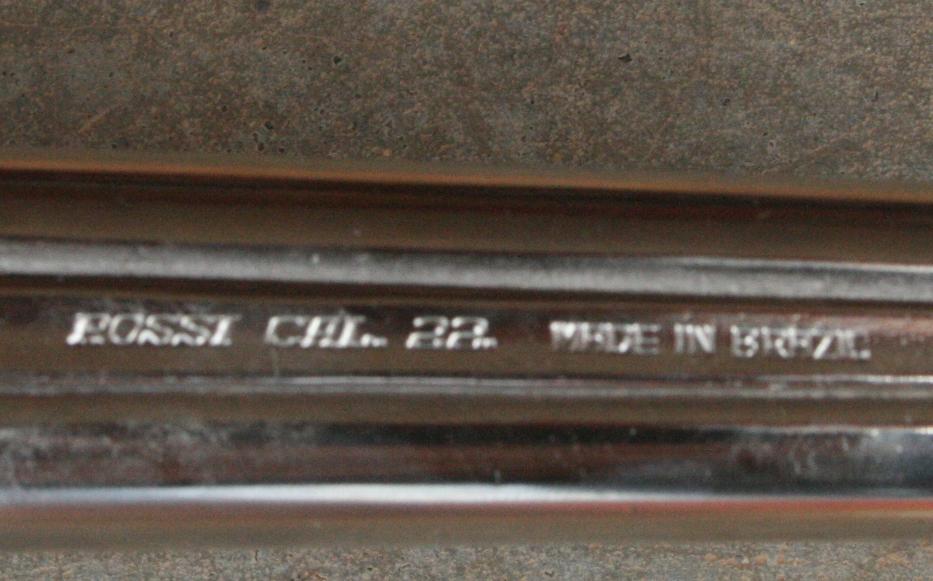 ROSSI CAL. 22. MADE IN BRAZIL